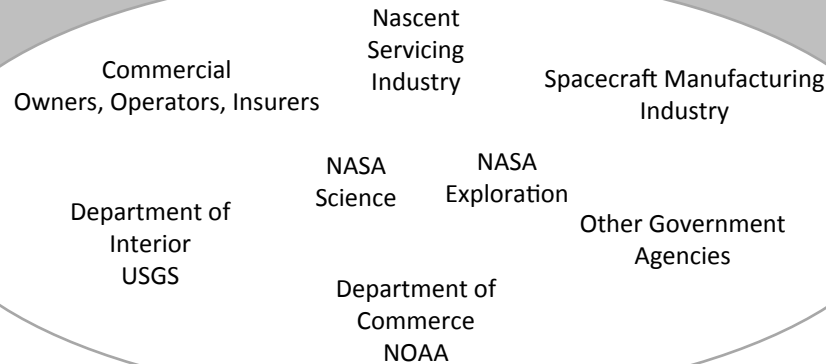 Nascent
Servicing
Industry
Commercial
Owners, Operators, Insurers
Spacecraft Manufacturing
Industry
NASA
Science
NASA
Exploration
Department of
Interior
USGS
Other Government
Agencies
Department of
Commerce
NOAA